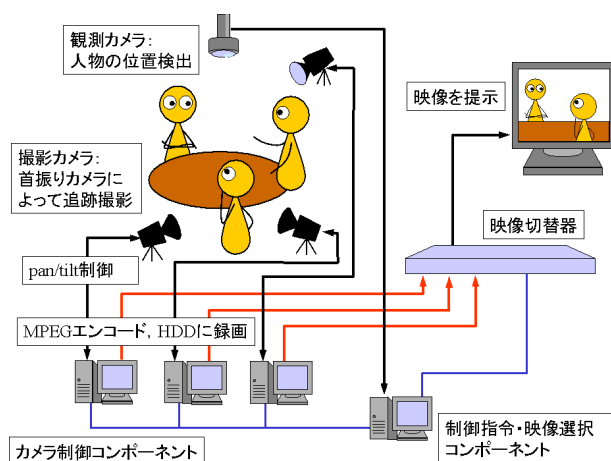 観測カメラ:
人物の位置検出
映像を提示
撮影カメラ:
首振りカメラに
よって追跡撮影
映像切替器
pan/tilt制御
MPEGエンコード, HDDに録画
カメラ制御コンポーネント
制御指令・映像選択
コンポーネント